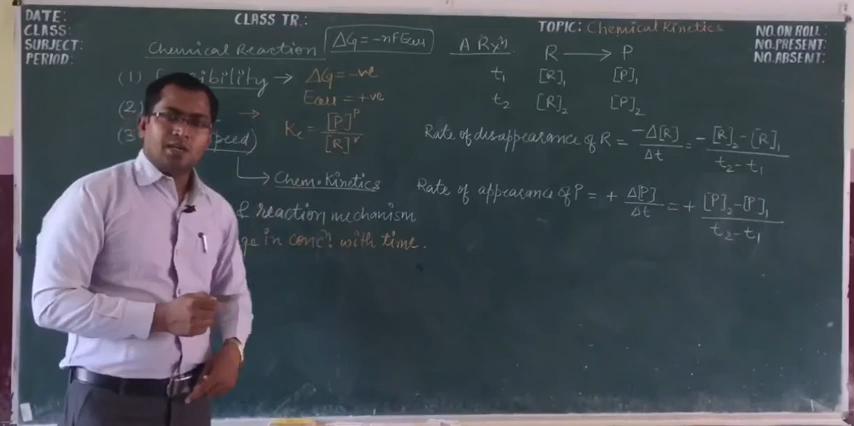 DATE:
CLASS:
SUBJECT:
PERIOD:
CLASS TR.:
TOPIC: Chemical Kinetics
NO.ON ROLL:
NO.PRESENT:
NO.ABSENT:
Chemical Reaction
ΔG = -nFEcell
(1) → ΔG = -ve
Ecell = +ve
(2) → Kc = [P]^p / [R]^r
(3) speed)
→ Chem. Kinetics
reaction mechanism
in concⁿ with time.
A Rxⁿ
R → P
t₁ [R]₁ [P]₁
t₂ [R]₂ [P]₂
Rate of disappearance of R = -Δ[R] / Δt = - [R]₂-[R]₁ / t₂-t₁
Rate of appearance of P = + Δ[P] / Δt = + [P]₂-[P]₁ / t₂-t₁